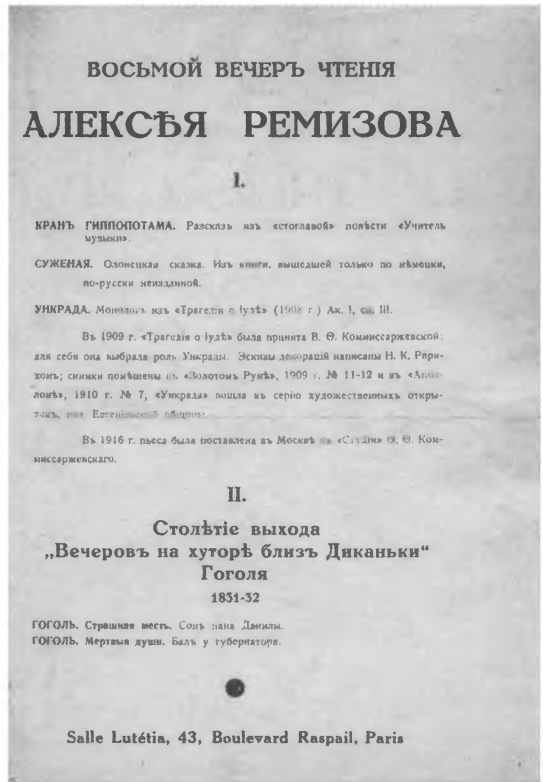 ВОСЬМОЙ ВЕЧЕРЪ ЧТЕНІЯ
АЛЕКСѢЯ РЕМИЗОВА
I.
КРАНЪ ГИППОПОТАМА. Разсказъ изъ «стоглавой» повѣсти «Учитель
музыки».
СУЖЕНАЯ. Олонецкая сказка. Изъ книги, вышедшей только по нѣмецки,
по-русски неизданной.
УНКРАДА. Монологъ изъ «Трагедіи о Іудѣ» (1908 г.) Ак. I, сц. III.
Въ 1909 г. «Трагедія о Іудѣ» была принята В. Ѳ. Коммиссаржевской;
для себя она выбрала роль Ункрады. Эскизы декорацій написаны Н. К. Рери-
хомъ; снимки помѣщены въ «Золотомъ Рунѣ», 1909 г. № 11-12 и въ «Апол-
лонѣ», 1910 г. № 7, «Ункрада» пошла въ серію художественныхъ откры-
токъ, Евгеніевской общины.
Въ 1916 г. пьеса была поставлена въ Москвѣ въ «Студіи» Ѳ. Ѳ. Ком-
миссаржевскаго.
II.
Столѣтіе выхода
„Вечеровъ на хуторѣ близъ Диканьки“
Гоголя
1831-32
ГОГОЛЬ. Страшная месть. Сонъ пана Данилы.
ГОГОЛЬ. Мертвыя души. Балъ у губернатора.
Salle Lutétia, 43, Boulevard Raspail, Paris